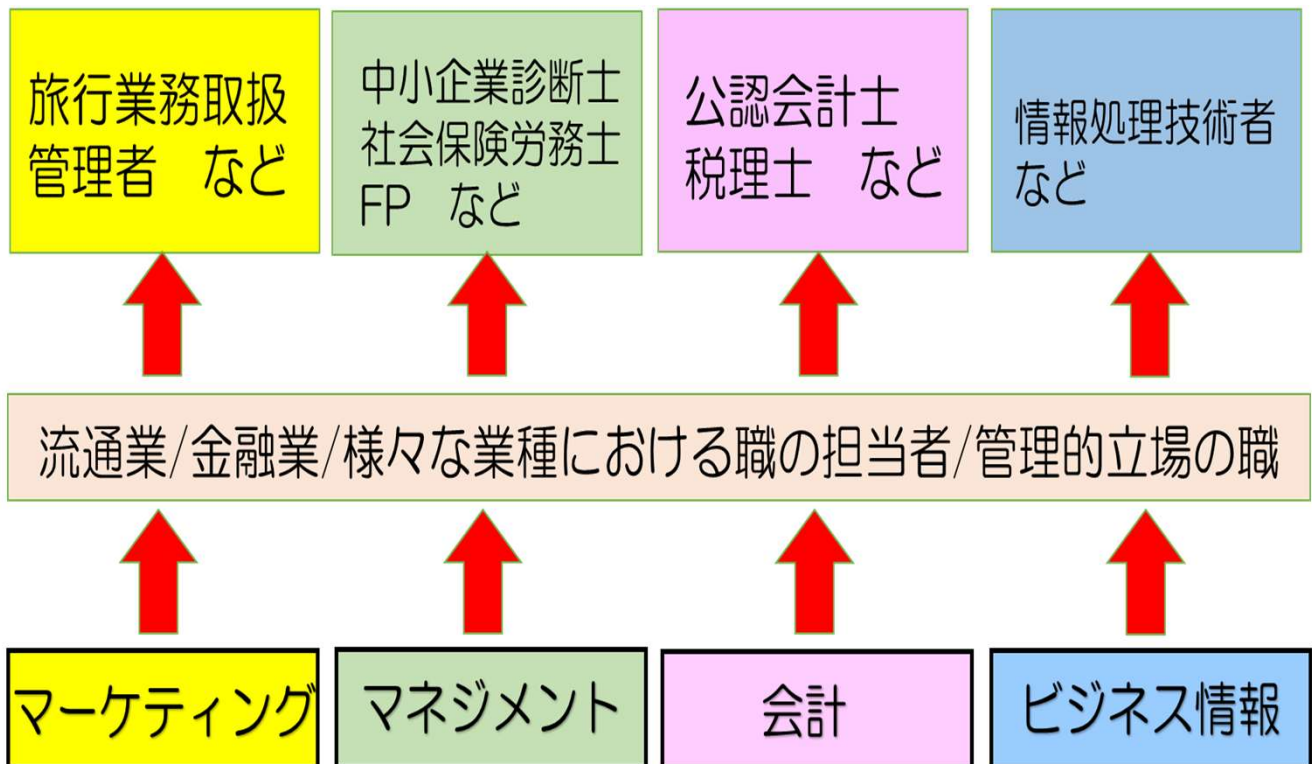 旅行業務取扱
管理者　など
中小企業診断士
社会保険労務士
FP　など
公認会計士
税理士　など
情報処理技術者
など
流通業/金融業/様々な業種における職の担当者/管理的立場の職
マーケティング
マネジメント
会計
ビジネス情報